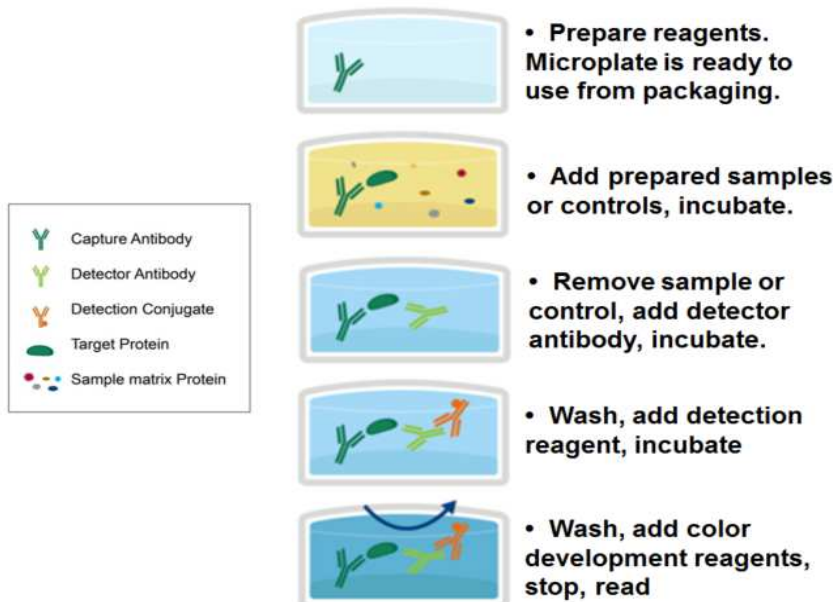 • Prepare reagents.
Microplate is ready to
use from packaging.
• Add prepared samples
or controls, incubate.
Capture Antibody
Detector Antibody
Detection Conjugate
Target Protein
Sample matrix Protein
• Remove sample or
control, add detector
antibody, incubate.
• Wash, add detection
reagent, incubate
• Wash, add color
development reagents,
stop, read